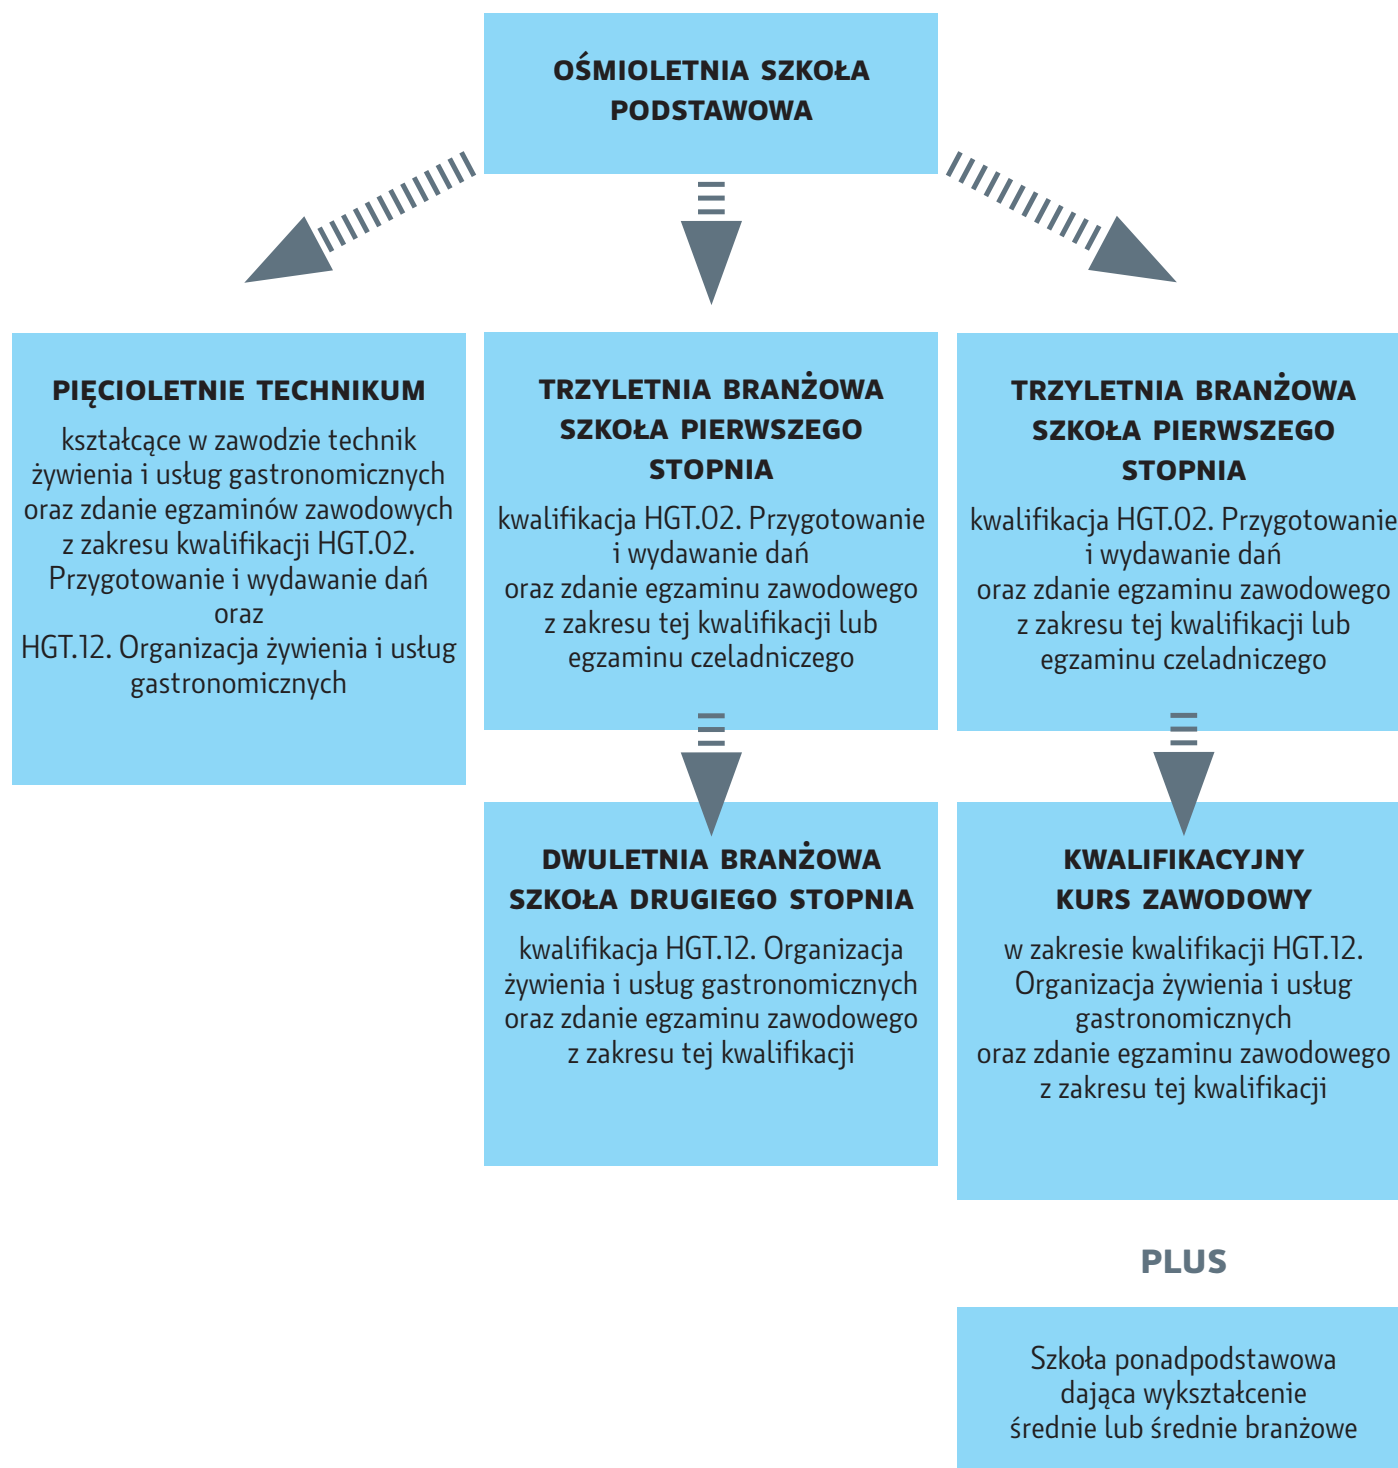 OŚMIOLETNIA SZKOŁA
PODSTAWOWA
PIĘCIOLETNIE TECHNIKUM
kształcące w zawodzie technik
żywienia i usług gastronomicznych
oraz zdanie egzaminów zawodowych
z zakresu kwalifikacji HGT.02.
Przygotowanie i wydawanie dań
oraz
HGT.12. Organizacja żywienia i usług
gastronomicznych
TRZYLETNIA BRANŻOWA
SZKOŁA PIERWSZEGO
STOPNIA
kwalifikacja HGT.02. Przygotowanie
i wydawanie dań
oraz zdanie egzaminu zawodowego
z zakresu tej kwalifikacji lub
egzaminu czeladniczego
TRZYLETNIA BRANŻOWA
SZKOŁA PIERWSZEGO
STOPNIA
kwalifikacja HGT.02. Przygotowanie
i wydawanie dań
oraz zdanie egzaminu zawodowego
z zakresu tej kwalifikacji lub
egzaminu czeladniczego
DWULETNIA BRANŻOWA
SZKOŁA DRUGIEGO STOPNIA
kwalifikacja HGT.12. Organizacja
żywienia i usług gastronomicznych
oraz zdanie egzaminu zawodowego
z zakresu tej kwalifikacji
KWALIFIKACYJNY
KURS ZAWODOWY
w zakresie kwalifikacji HGT.12.
Organizacja żywienia i usług
gastronomicznych
oraz zdanie egzaminu zawodowego
z zakresu tej kwalifikacji
PLUS
Szkoła ponadpodstawowa
dająca wykształcenie
średnie lub średnie branżowe